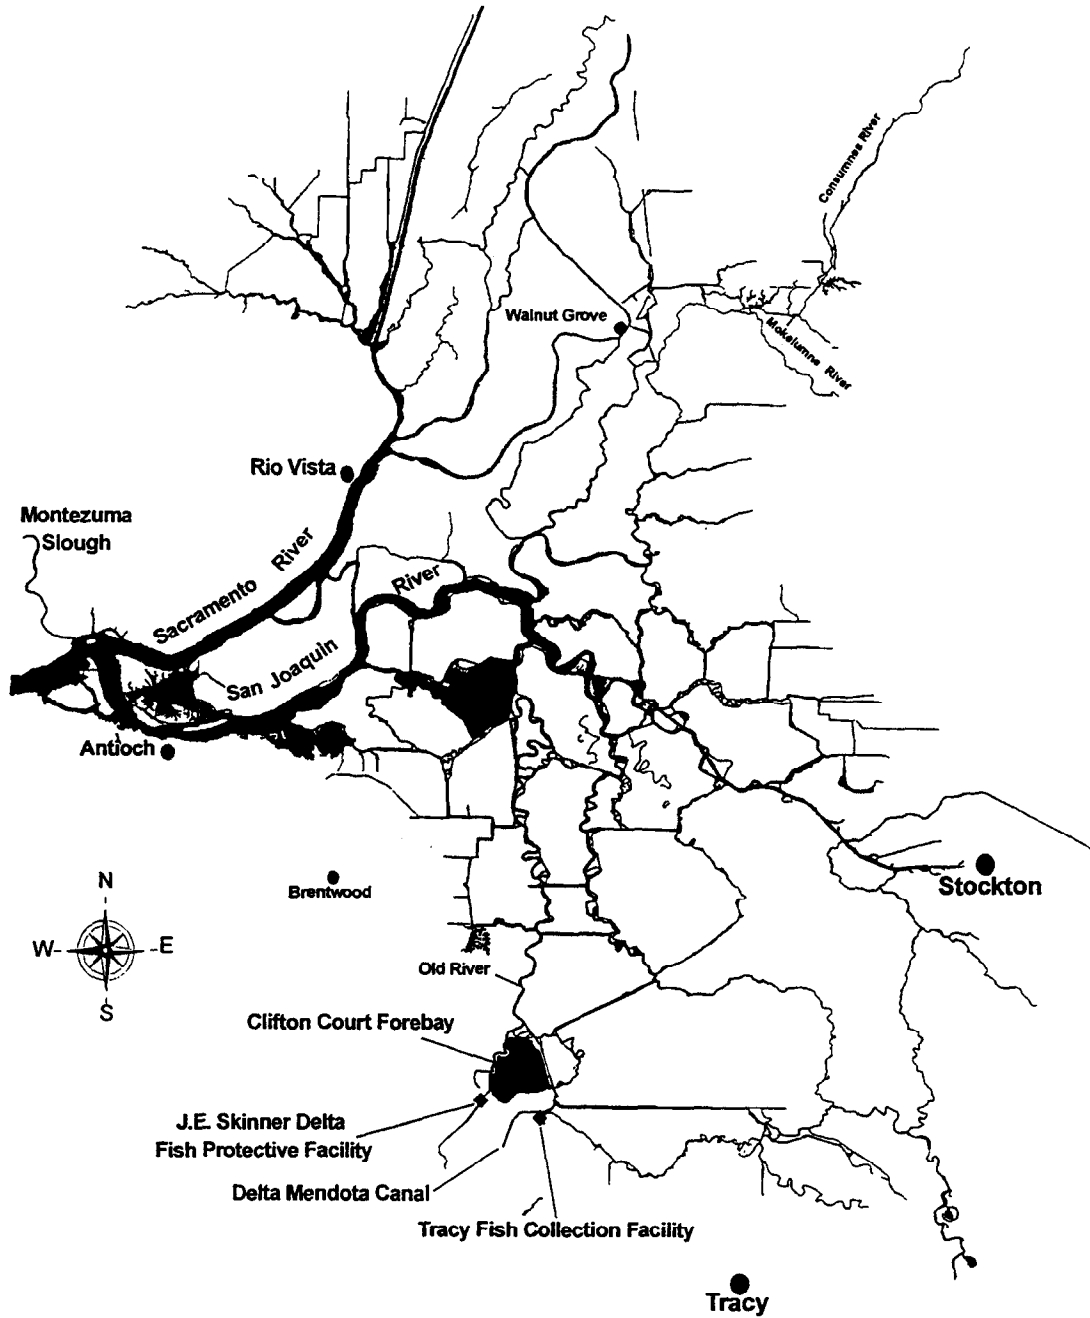 Consumnes River
Walnut Grove
Mokelumne River
Rio Vista
Montezuma
Slough
Sacramento River
San Joaquin River
Antioch
Stockton
Brentwood
N
W E
S
Old River
Clifton Court Forebay
J.E. Skinner Delta
Fish Protective Facility
Delta Mendota Canal
Tracy Fish Collection Facility
Tracy